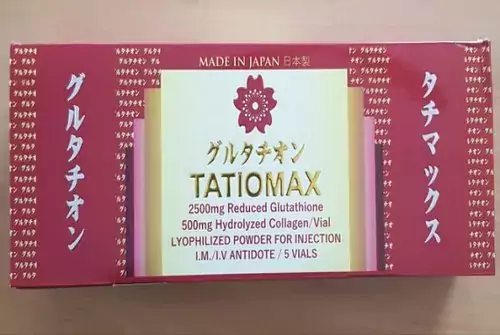 MADE IN JAPAN 日本製
グルタチオン
グルタチオン
TATIOMAX
2500mg Reduced Glutathione
500mg Hydrolyzed Collagen/Vial
LYOPHILIZED POWDER FOR INJECTION
I.M./I.V ANTIDOTE / 5 VIALS
タチマックス